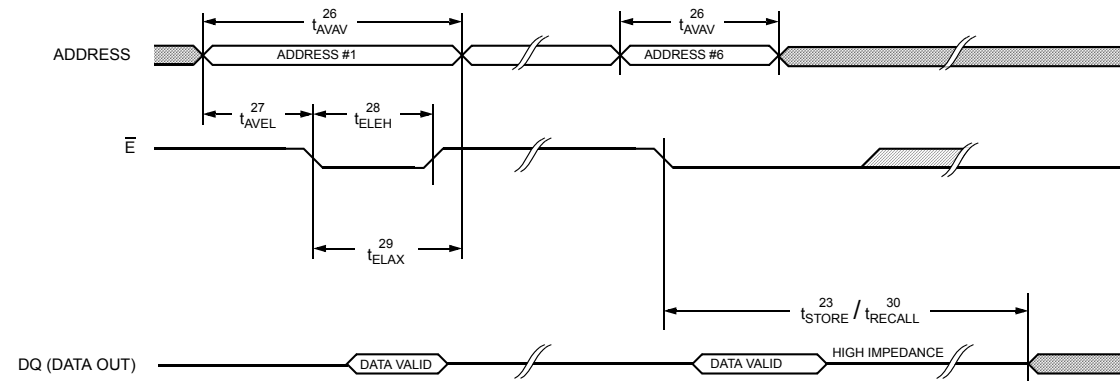 26
tAVAV
26
tAVAV
ADDRESS
ADDRESS #1
ADDRESS #6
27
tAVEL
28
tELEH
E
29
tELAX
23 30
tSTORE / tRECALL
DQ (DATA OUT)
DATA VALID
DATA VALID
HIGH IMPEDANCE